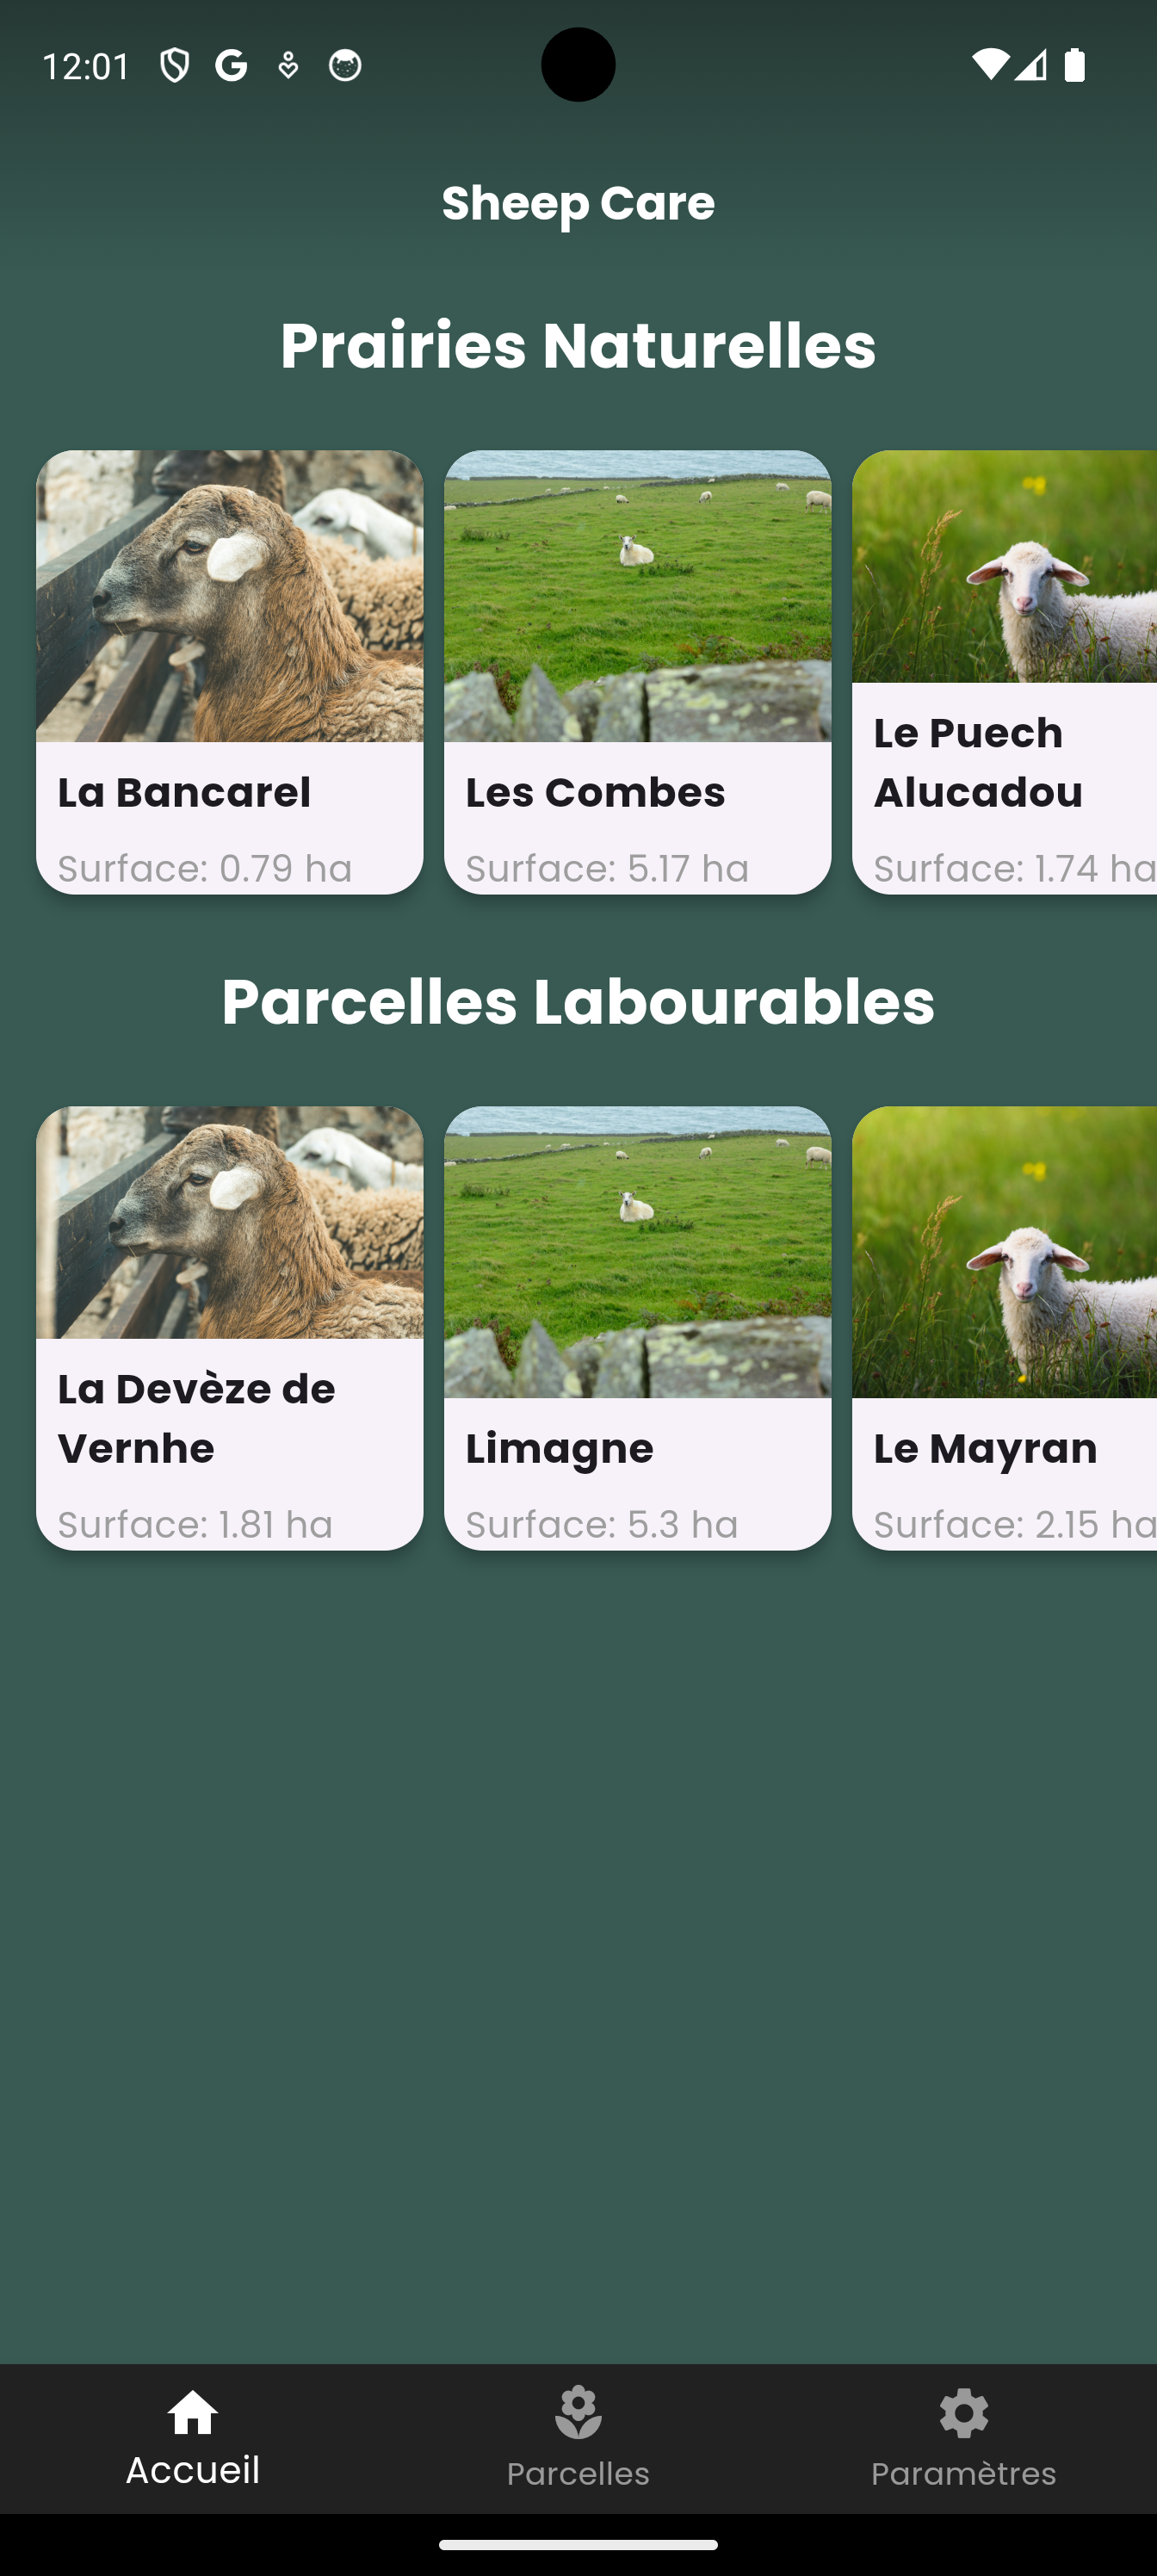 12:01
Sheep Care
Prairies Naturelles
La Bancarel
Surface: 0.79 ha
Les Combes
Surface: 5.17 ha
Le Puech
Alucadou
Surface: 1.74 ha
Parcelles Labourables
La Devèze de
Vernhe
Surface: 1.81 ha
Limagne
Surface: 5.3 ha
Le Mayran
Surface: 2.15 ha
Accueil
Parcelles
Paramètres